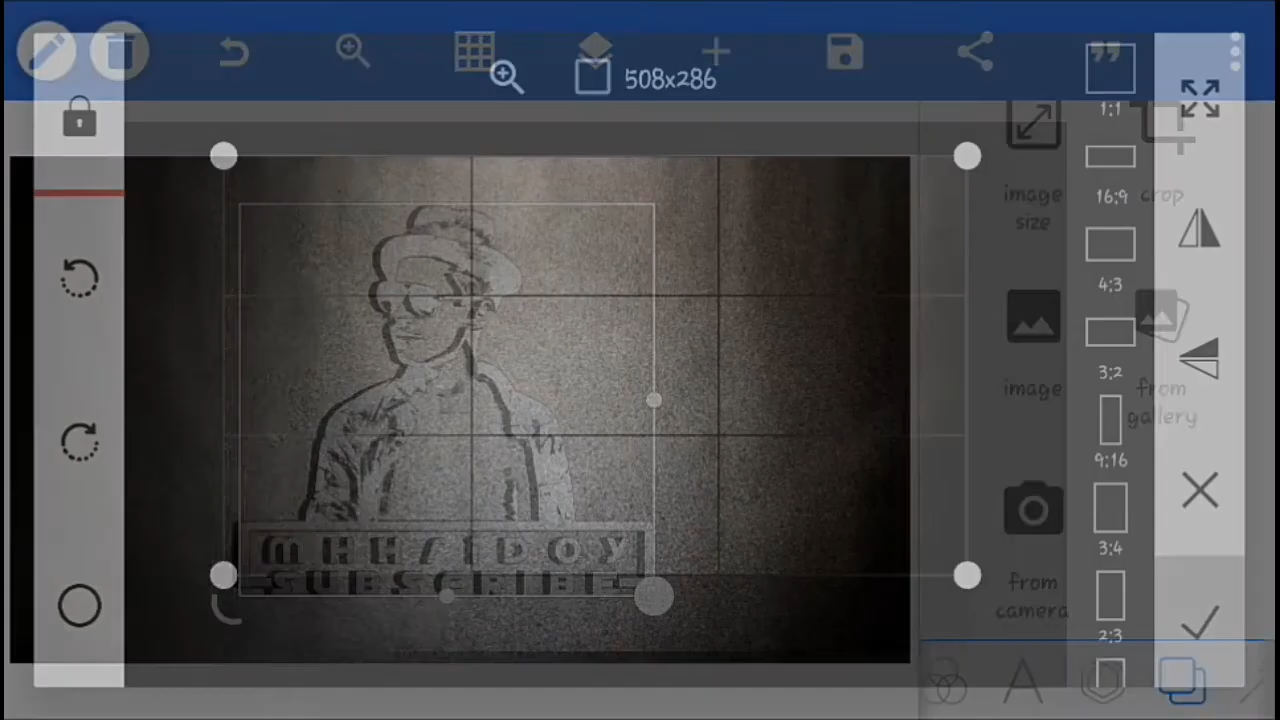 508x286
1:1
image size
crop
16:9
4:3
image
3:2
from gallery
9:16
3:4
from camera
2:3
SUBSCRIBE